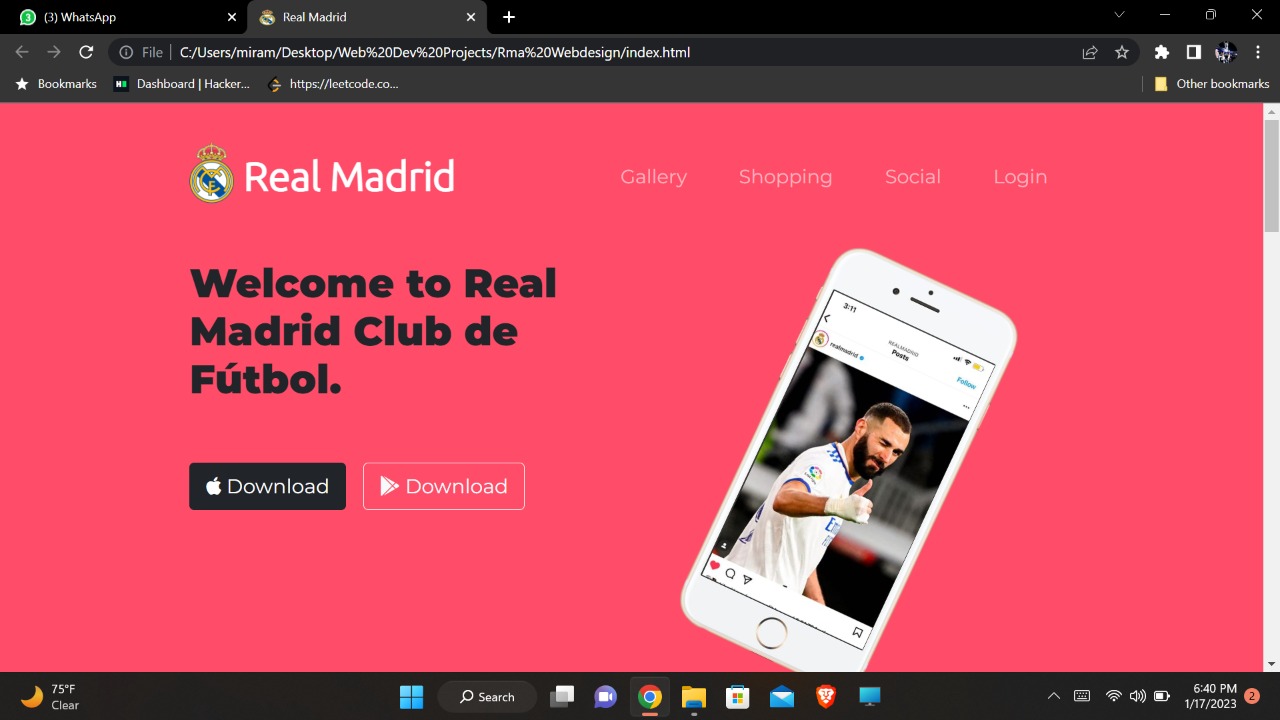 (3) WhatsApp
Real Madrid
File
C:/Users/miram/Desktop/Web%20Dev%20Projects/Rma%20Webdesign/index.html
Bookmarks
Dashboard | Hacker...
https://leetcode.co...
Other bookmarks
Real Madrid
Gallery
Shopping
Social
Login
Welcome to Real
Madrid Club de
Fútbol.
Download
Download
3:11
REALMADRID
Posts
realmadrid
Follow
75°F
Clear
Search
6:40 PM
1/17/2023
2